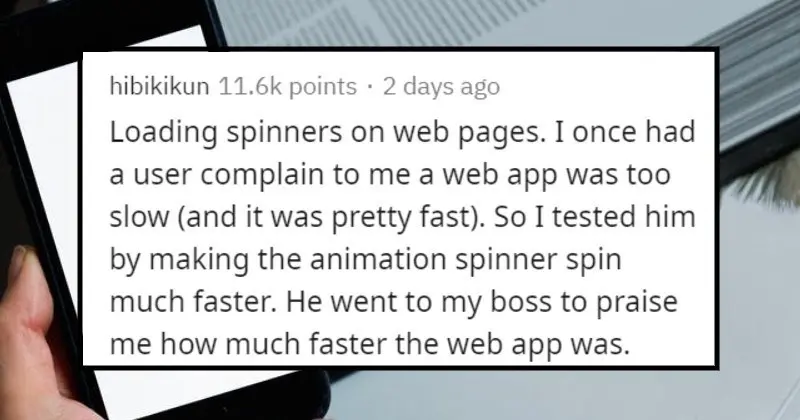 hibikikun 11.6k points · 2 days ago
Loading spinners on web pages. I once had
a user complain to me a web app was too
slow (and it was pretty fast). So I tested him
by making the animation spinner spin
much faster. He went to my boss to praise
me how much faster the web app was.